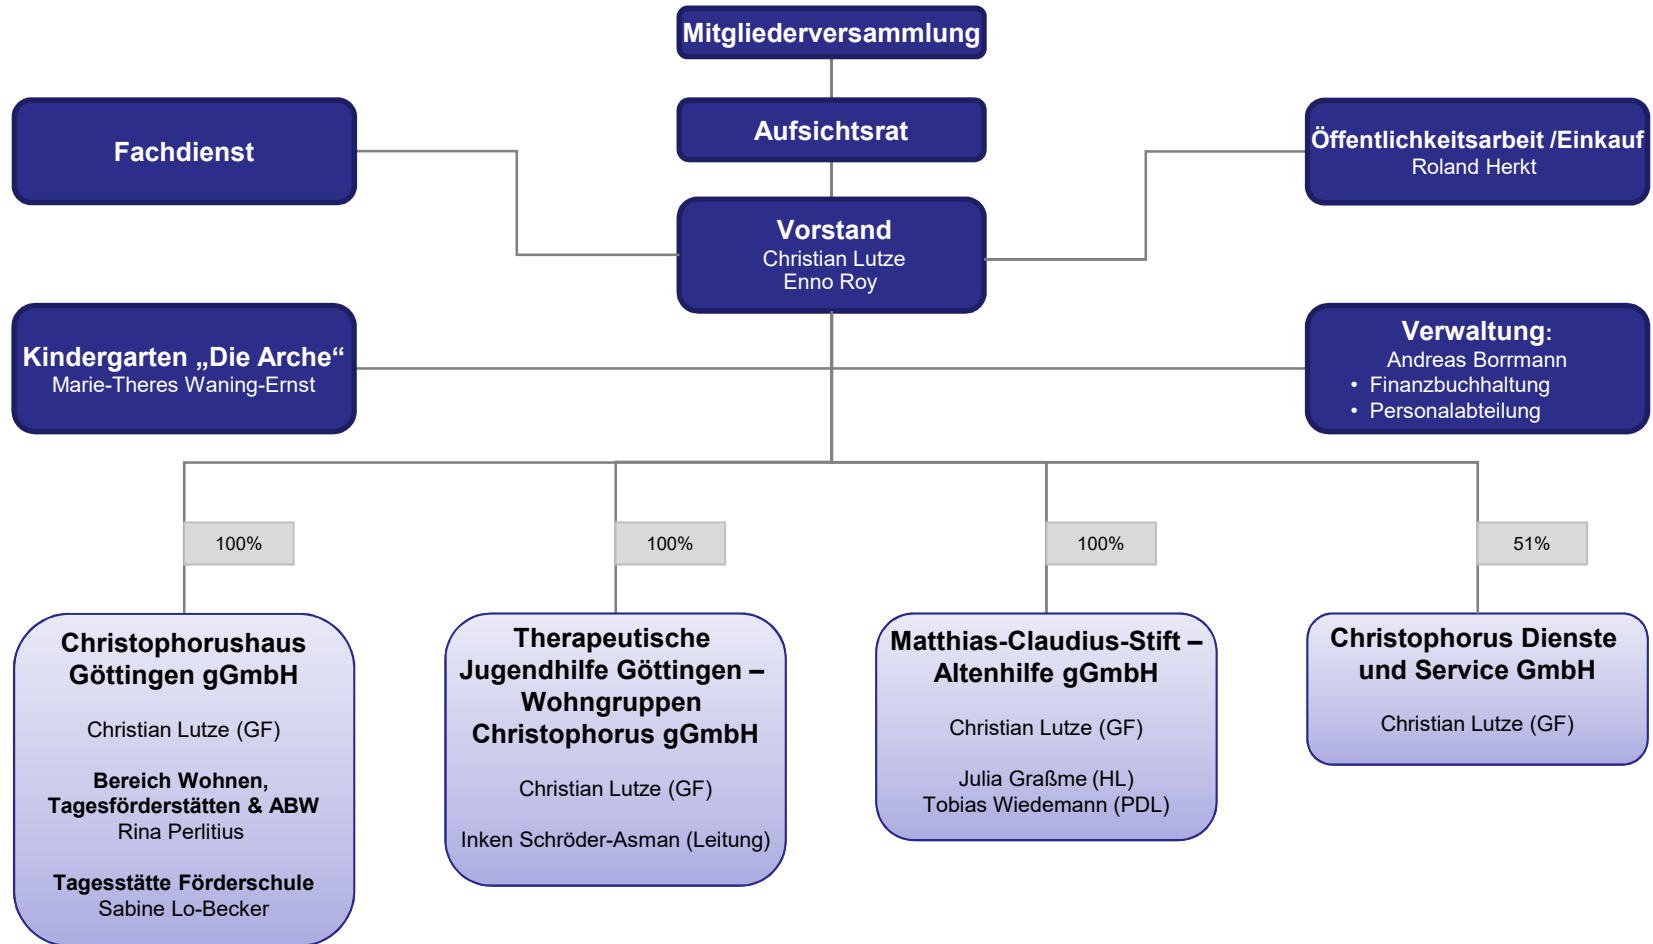 Mitgliederversammlung
Fachdienst
Aufsichtsrat
Öffentlichkeitsarbeit /Einkauf
Roland Herkt
Vorstand
Christian Lutze
Enno Roy
Kindergarten „Die Arche“
Marie-Theres Waning-Ernst
Verwaltung:
Andreas Borrmann
• Finanzbuchhaltung
• Personalabteilung
100%
100%
100%
51%
Christophorushaus
Göttingen gGmbH
Christian Lutze (GF)
Bereich Wohnen,
Tagesförderstätten & ABW
Rina Perlitius
Tagesstätte Förderschule
Sabine Lo-Becker
Therapeutische
Jugendhilfe Göttingen –
Wohngruppen
Christophorus gGmbH
Christian Lutze (GF)
Inken Schröder-Asman (Leitung)
Matthias-Claudius-Stift –
Altenhilfe gGmbH
Christian Lutze (GF)
Julia Graßme (HL)
Tobias Wiedemann (PDL)
Christophorus Dienste
und Service GmbH
Christian Lutze (GF)